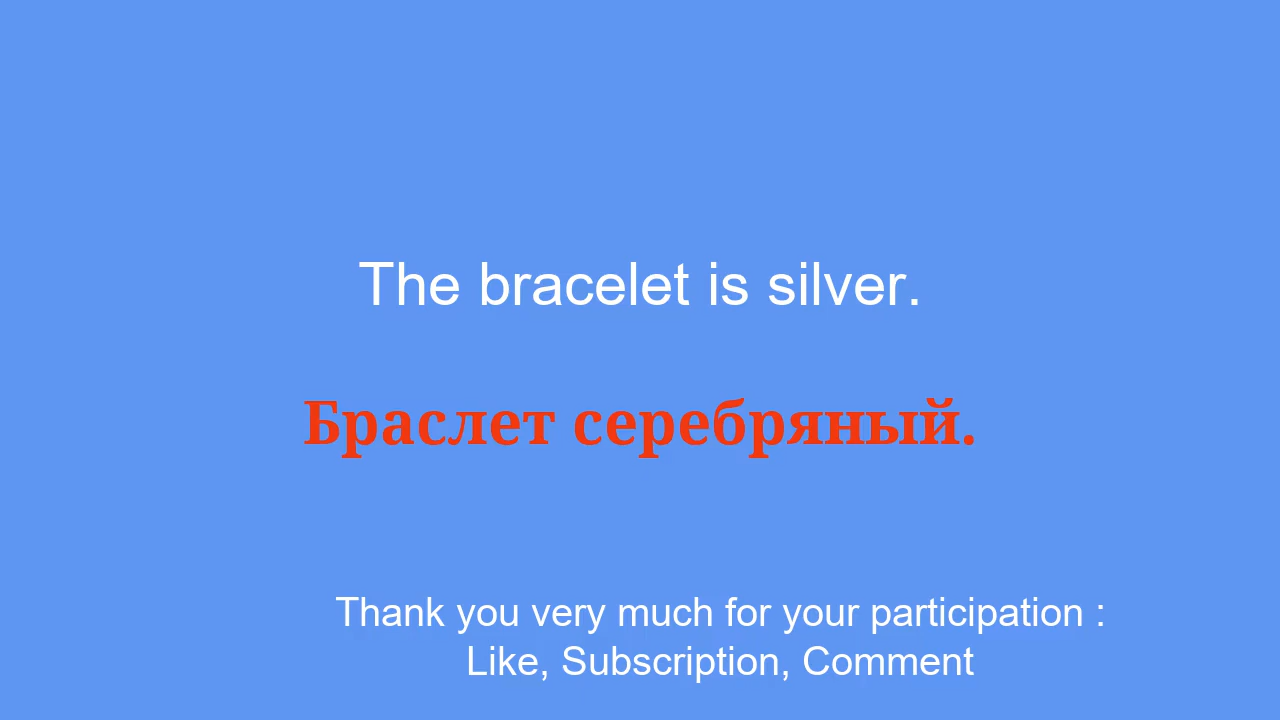 The bracelet is silver.
Браслет серебряный.
Thank you very much for your participation :
Like, Subscription, Comment